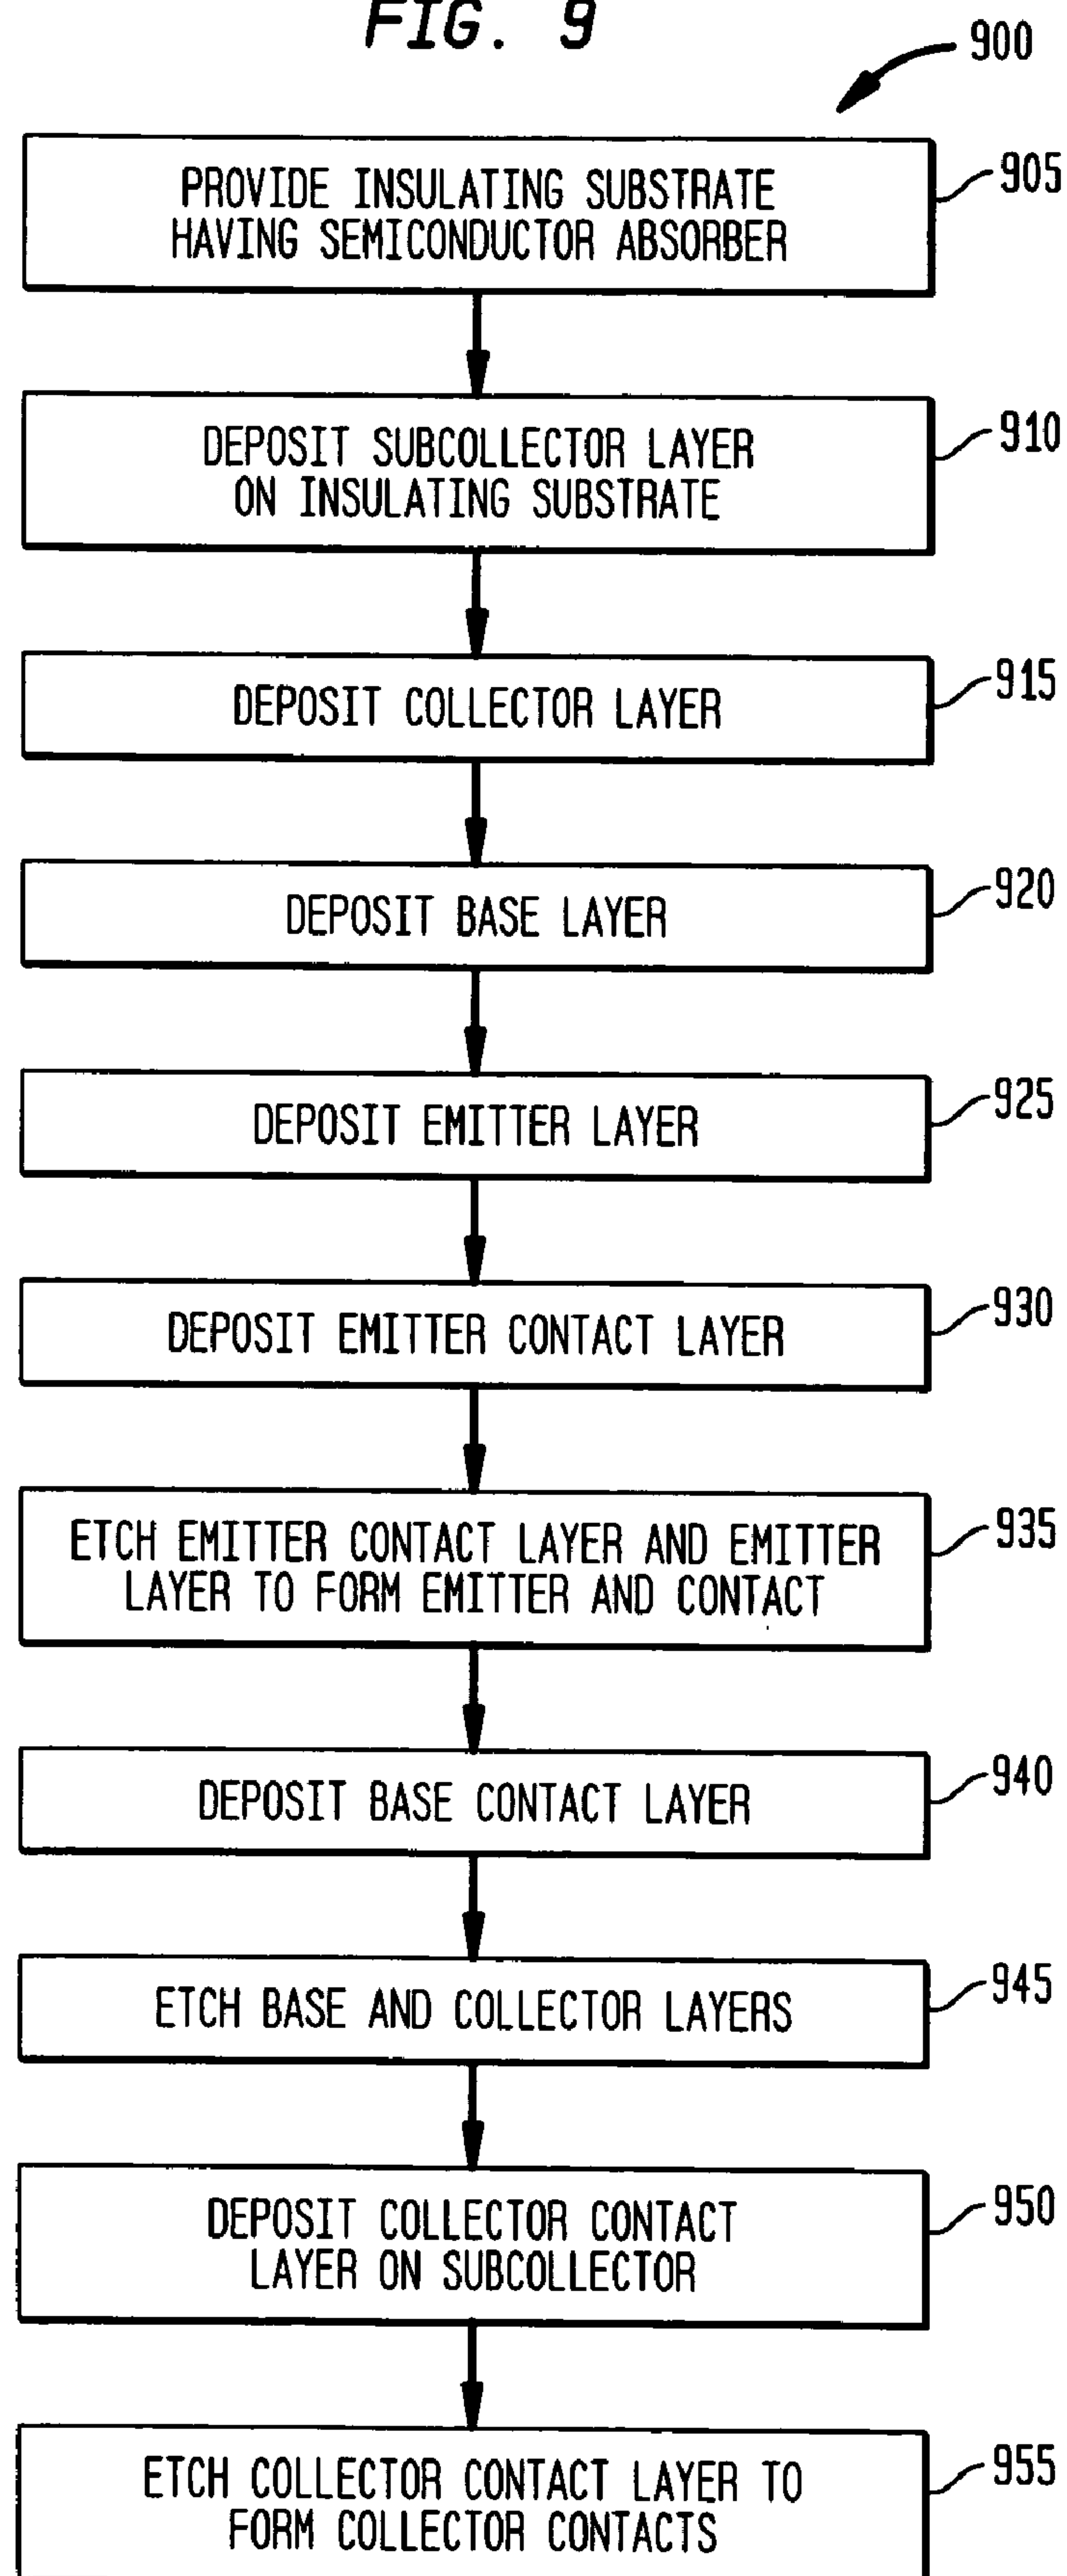 FIG. 9
900
PROVIDE INSULATING SUBSTRATE
HAVING SEMICONDUCTOR ABSORBER
905
DEPOSIT SUBCOLLECTOR LAYER
ON INSULATING SUBSTRATE
910
DEPOSIT COLLECTOR LAYER
915
DEPOSIT BASE LAYER
920
DEPOSIT EMITTER LAYER
925
DEPOSIT EMITTER CONTACT LAYER
930
ETCH EMITTER CONTACT LAYER AND EMITTER
LAYER TO FORM EMITTER AND CONTACT
935
DEPOSIT BASE CONTACT LAYER
940
ETCH BASE AND COLLECTOR LAYERS
945
DEPOSIT COLLECTOR CONTACT
LAYER ON SUBCOLLECTOR
950
ETCH COLLECTOR CONTACT LAYER TO
FORM COLLECTOR CONTACTS
955